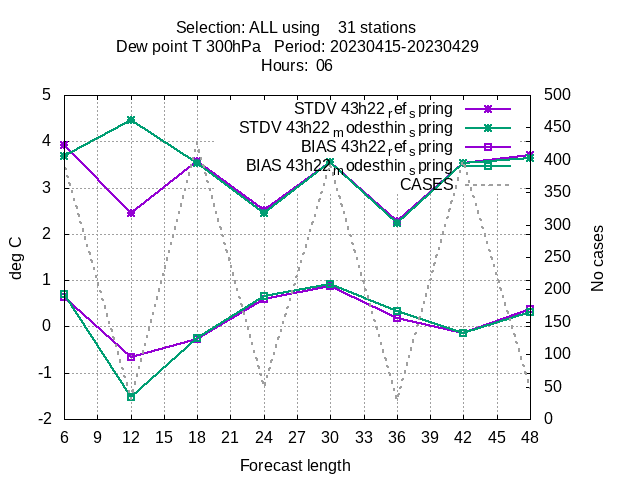 Selection: ALL using    31 stations
Dew point T 300hPa   Period: 20230415-20230429
Hours:  06
STDV 43h22_ref_spring
STDV 43h22_modesthin_spring
BIAS 43h22_ref_spring
BIAS 43h22_modesthin_spring
CASES
5
4
3
2
1
0
-1
-2
deg C
500
450
400
350
300
250
200
150
100
50
0
No cases
6 9 12 15 18 21 24 27 30 33 36 39 42 45 48
Forecast length